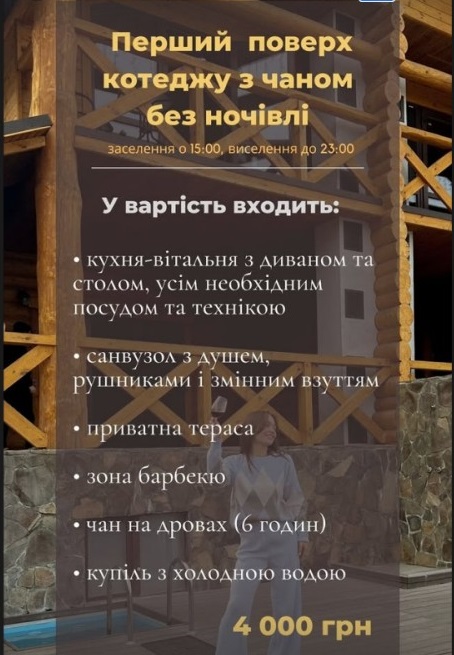 Перший поверх
котеджу з чаном
без ночівлі
заселення о 15:00, виселення до 23:00
У вартість входить:
• кухня-вітальня з диваном та
столом, усім необхідним
посудом та технікою
• санвузол з душем,
рушниками і змінним взуттям
• приватна тераса
• зона барбекю
• чан на дровах (6 годин)
• купіль з холодною водою
4 000 грн